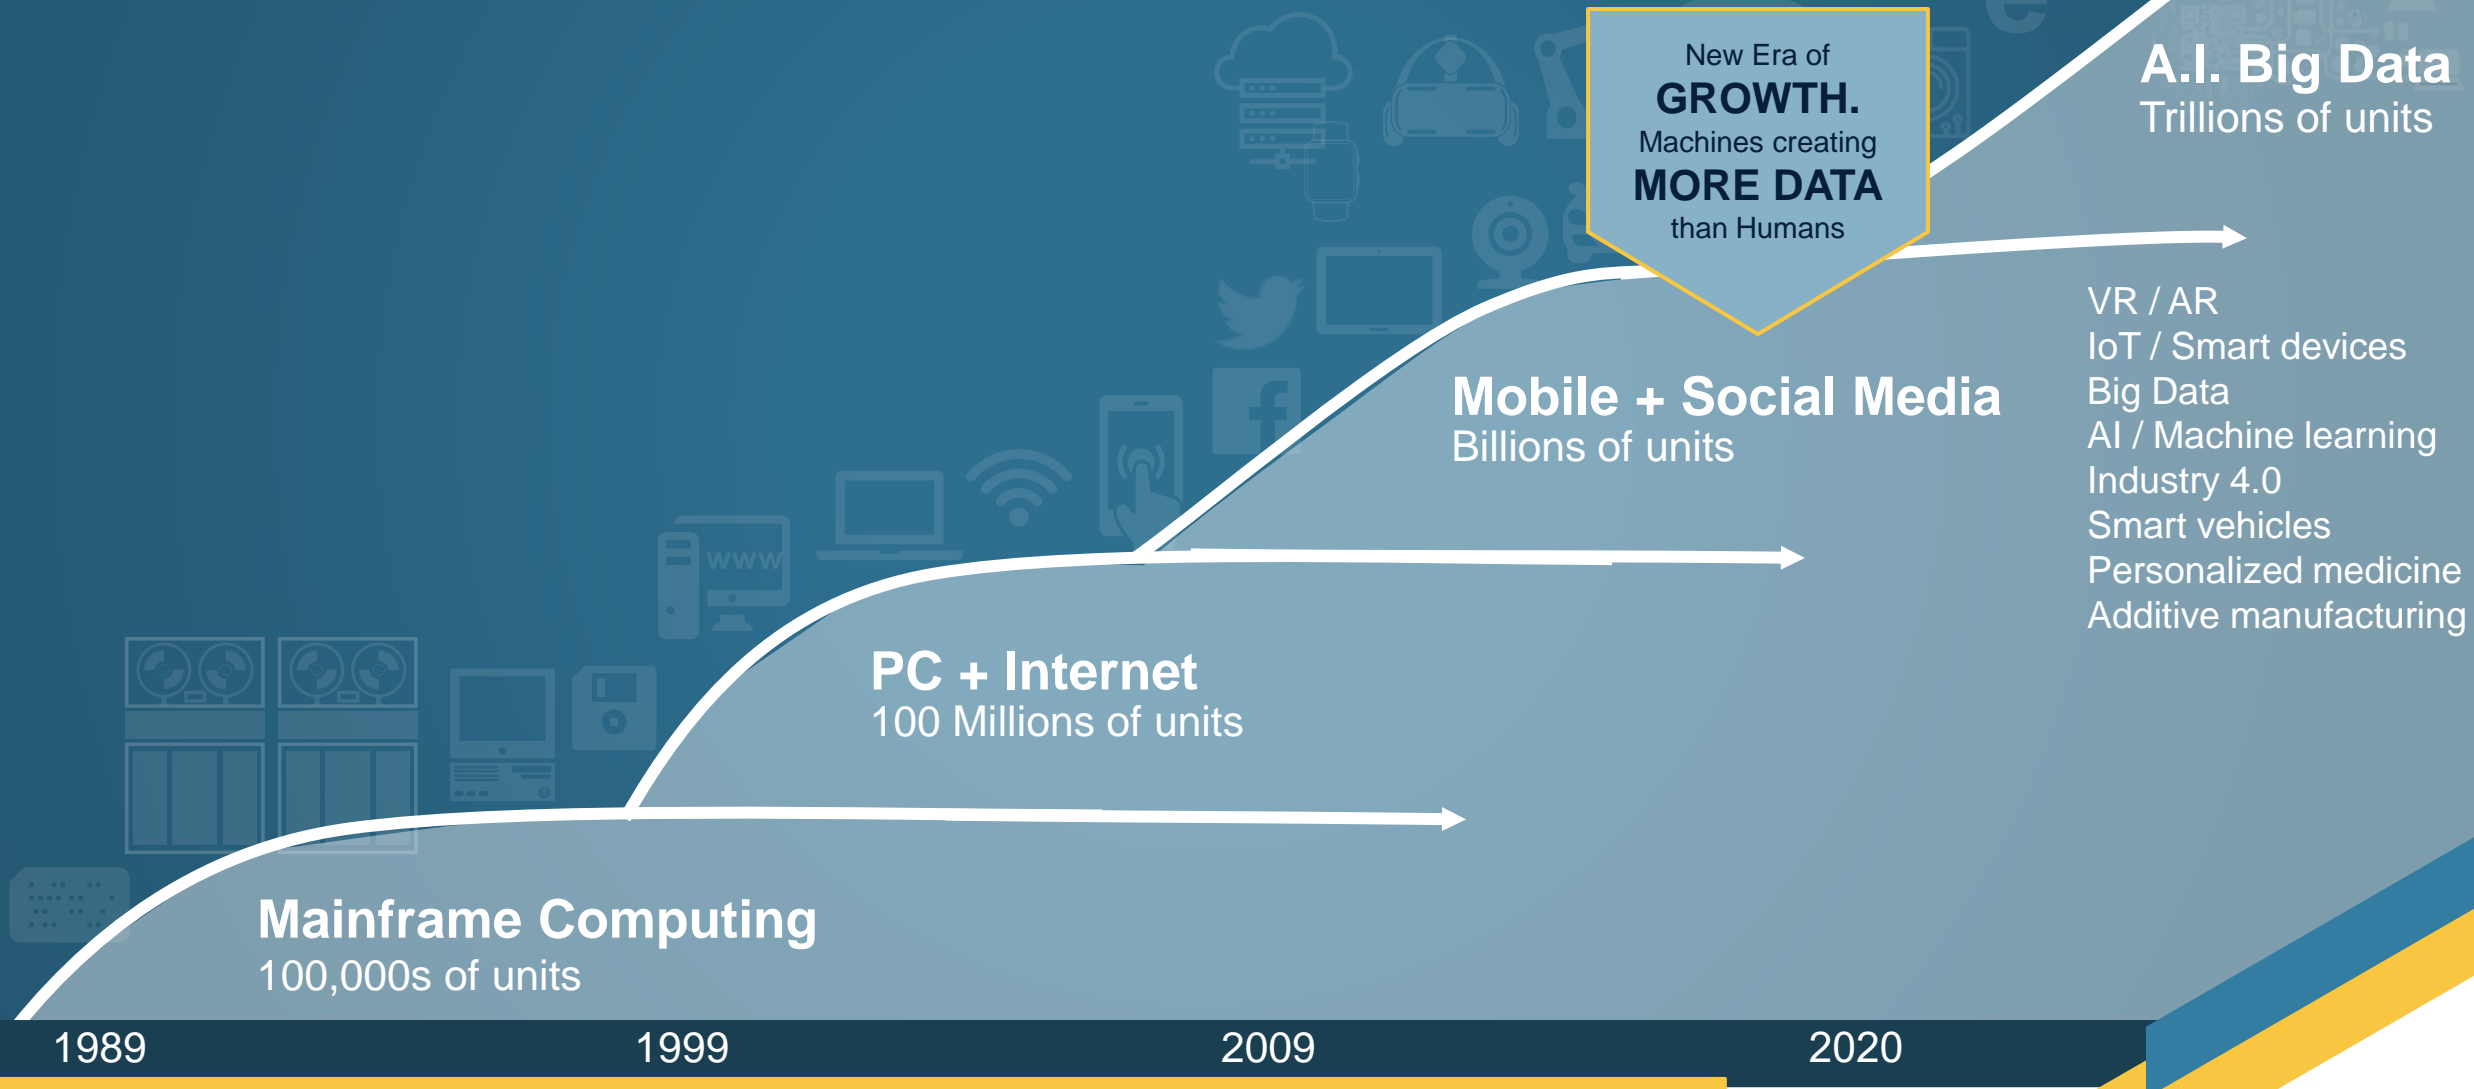 New Era of
GROWTH.
Machines creating
MORE DATA
than Humans
A.I. Big Data
Trillions of units
VR / AR
IoT / Smart devices
Big Data
AI / Machine learning
Industry 4.0
Smart vehicles
Personalized medicine
Additive manufacturing
Mobile + Social Media
Billions of units
www
PC + Internet
100 Millions of units
Mainframe Computing
100,000s of units
1989
1999
2009
2020